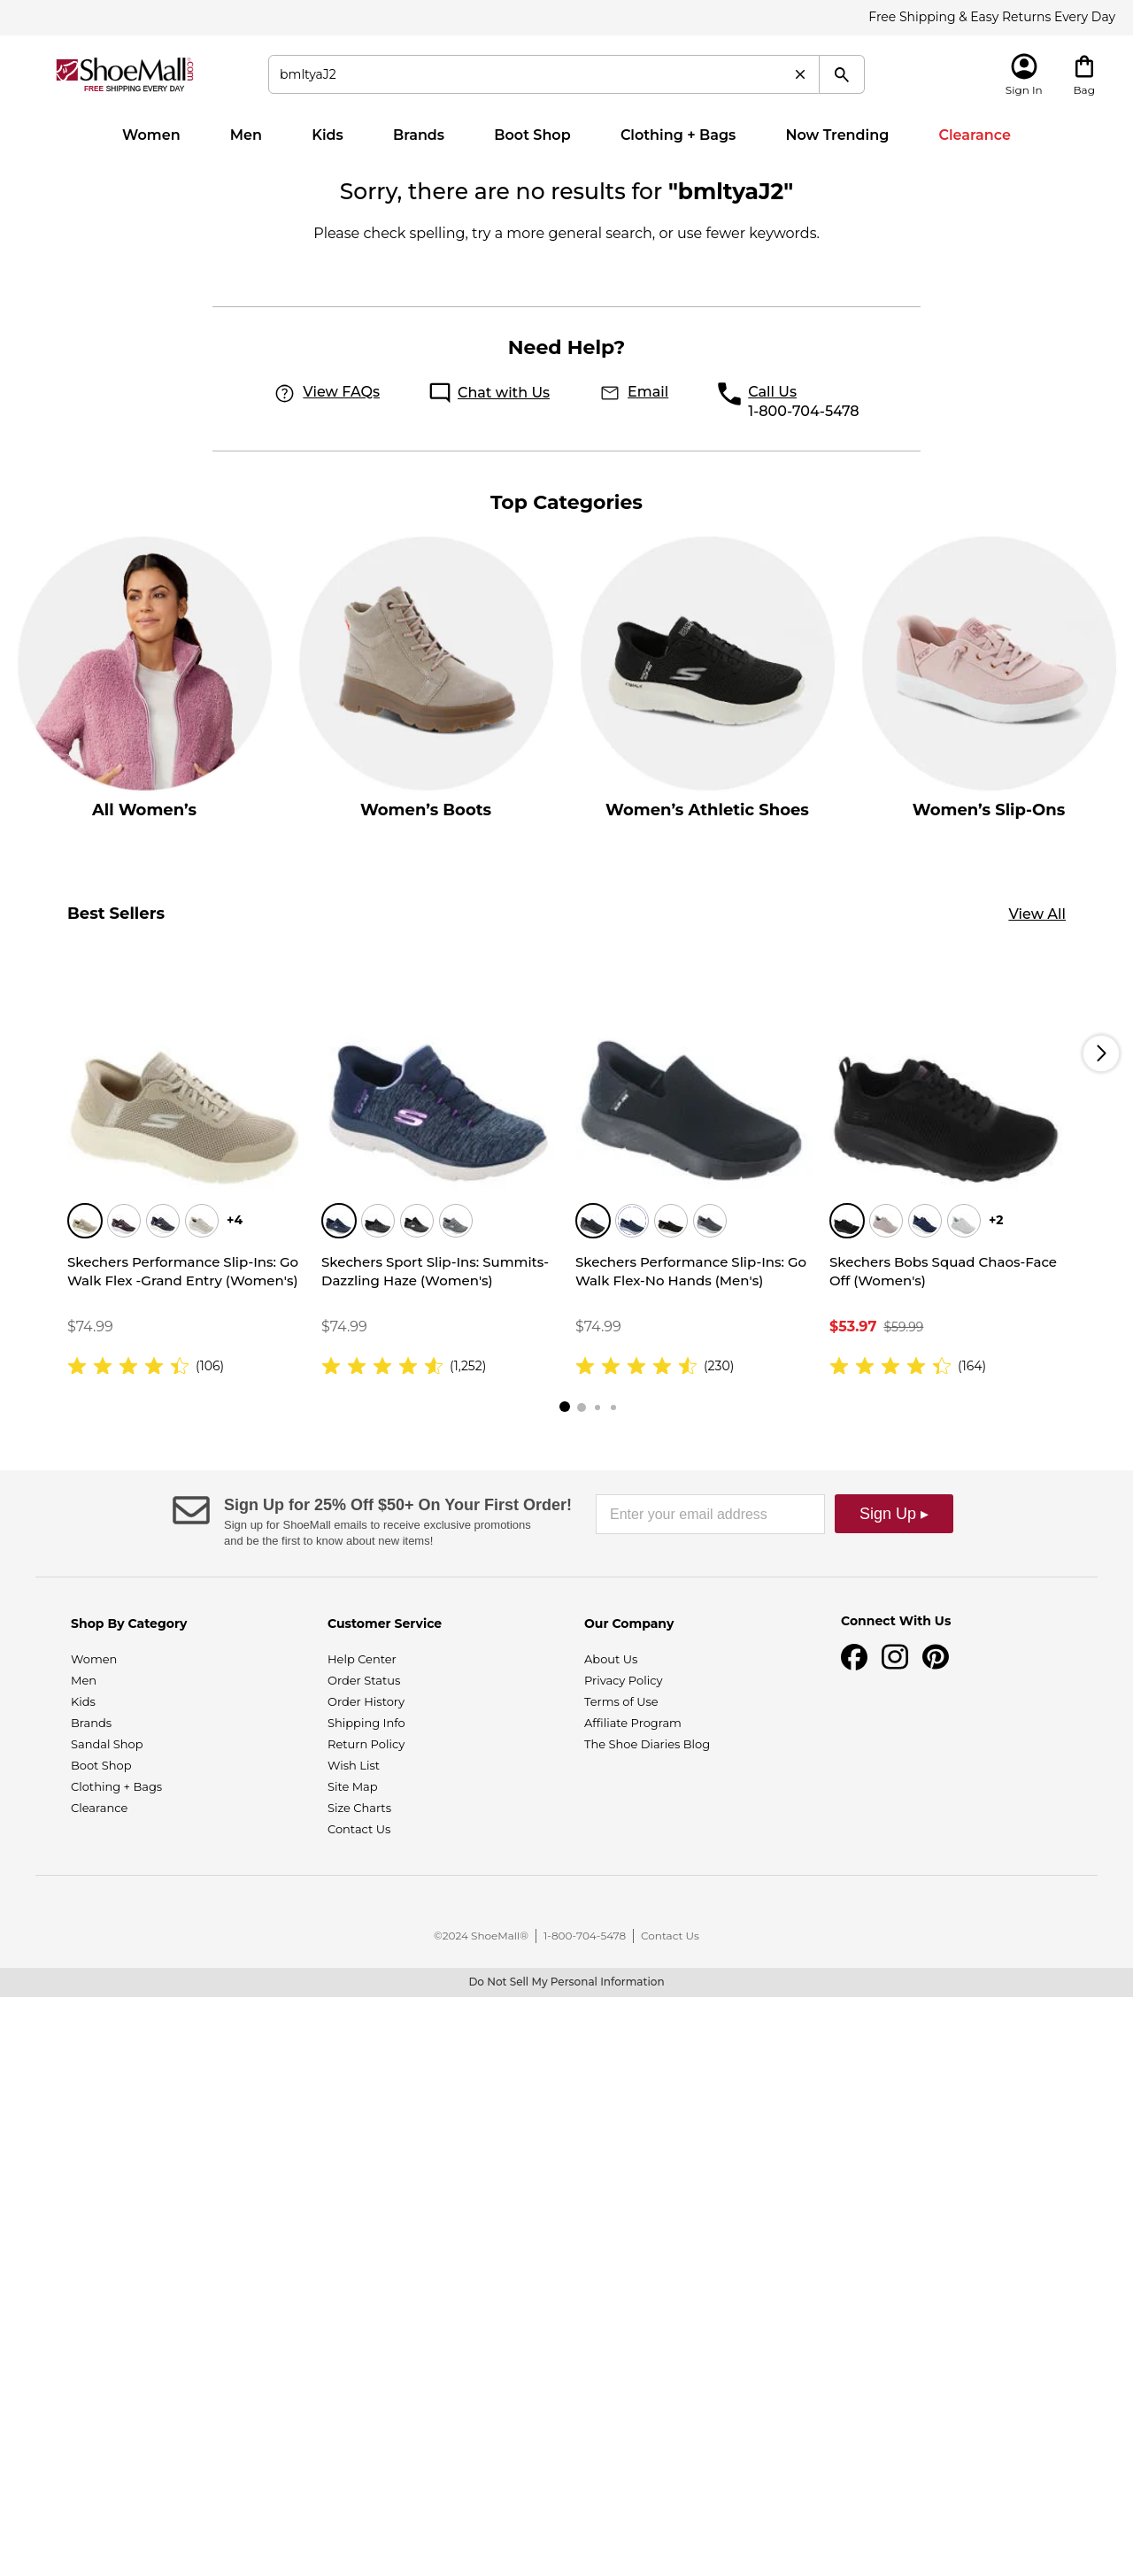 Free Shipping & Easy Returns Every Day
ShoeMall.com
FREE SHIPPING EVERY DAY
bmltyaJ2
Sign In
Bag
Women
Men
Kids
Brands
Boot Shop
Clothing + Bags
Now Trending
Clearance
Sorry, there are no results for "bmltyaJ2"
Please check spelling, try a more general search, or use fewer keywords.
Need Help?
View FAQs
Chat with Us
Email
Call Us
1-800-704-5478
Top Categories
All Women’s
Women’s Boots
Women’s Athletic Shoes
Women’s Slip-Ons
Best Sellers
View All
+4
+2
Skechers Performance Slip-Ins: Go
Walk Flex -Grand Entry (Women's)
$74.99
(106)
Skechers Sport Slip-Ins: Summits-
Dazzling Haze (Women's)
$74.99
(1,252)
Skechers Performance Slip-Ins: Go
Walk Flex-No Hands (Men's)
$74.99
(230)
Skechers Bobs Squad Chaos-Face
Off (Women's)
$53.97 $59.99
(164)
Sign Up for 25% Off $50+ On Your First Order!
Sign up for ShoeMall emails to receive exclusive promotions
and be the first to know about new items!
Enter your email address
Sign Up ▸
Shop By Category
Women
Men
Kids
Brands
Sandal Shop
Boot Shop
Clothing + Bags
Clearance
Customer Service
Help Center
Order Status
Order History
Shipping Info
Return Policy
Wish List
Site Map
Size Charts
Contact Us
Our Company
About Us
Privacy Policy
Terms of Use
Affiliate Program
The Shoe Diaries Blog
Connect With Us
©2024 ShoeMall®
1-800-704-5478
Contact Us
Do Not Sell My Personal Information